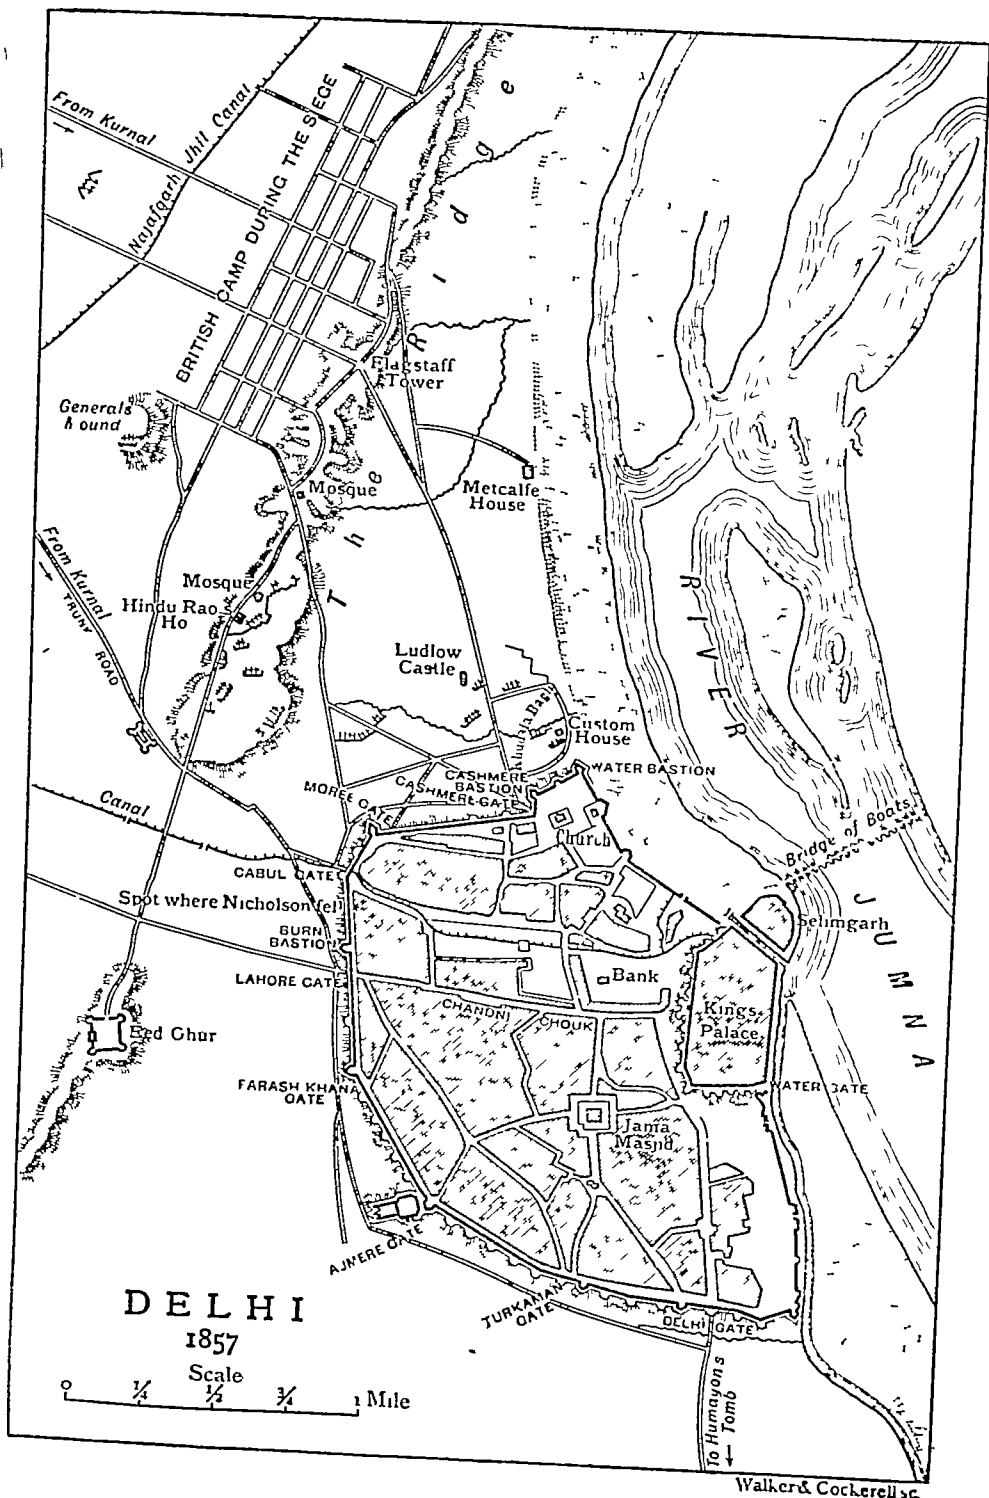 From Kurnal
Najafgarh Jhil Canal
BRITISH CAMP DURING THE SIEGE
The Ridge
Flagstaff
Tower
Generals
Mosque
Metcalfe
House
From Kurnal
TRUNK ROAD
Mosque
Hindu Rao
Ho
Ludlow
Castle
RIVER
Custom
House
WATER BASTION
CASHMERE
BASTION
CASHMERE GATE
MOREE GATE
Canal
Church
Bridge of Boats
CABUL GATE
Spot where Nicholson fell
Selimgarh
JUMNA
BURN
BASTION
Bank
LAHORE GATE
CHANDNI CHOUK
Kings
Palace
FARASH KHANA
GATE
WATER GATE
Jama
Masjid
AJMERE GATE
TURKAMAN
GATE
DELHI GATE
DELHI
1857
Scale
0 1/4 1/2 3/4 1 Mile
To Humayons
Tomb
Walker & Cockerell sc.